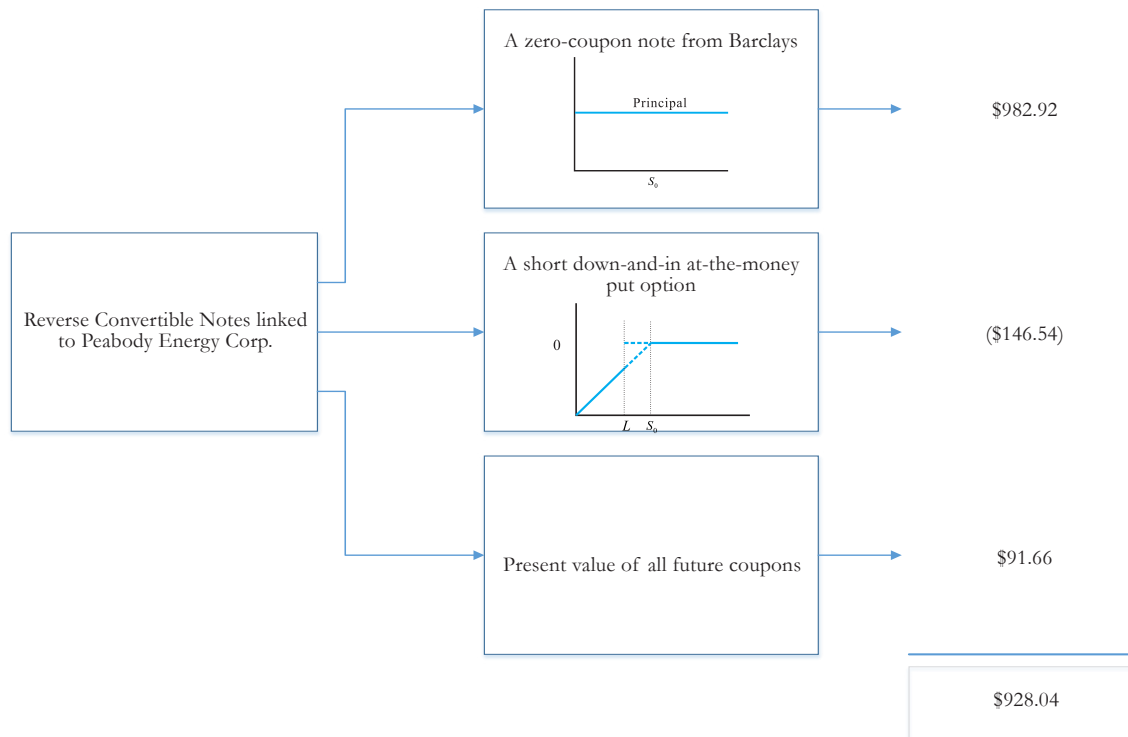 A zero-coupon note from Barclays
Principal
S₀
$982.92
Reverse Convertible Notes linked
to Peabody Energy Corp.
A short down-and-in at-the-money
put option
0
L S₀
($146.54)
Present value of all future coupons
$91.66
$928.04